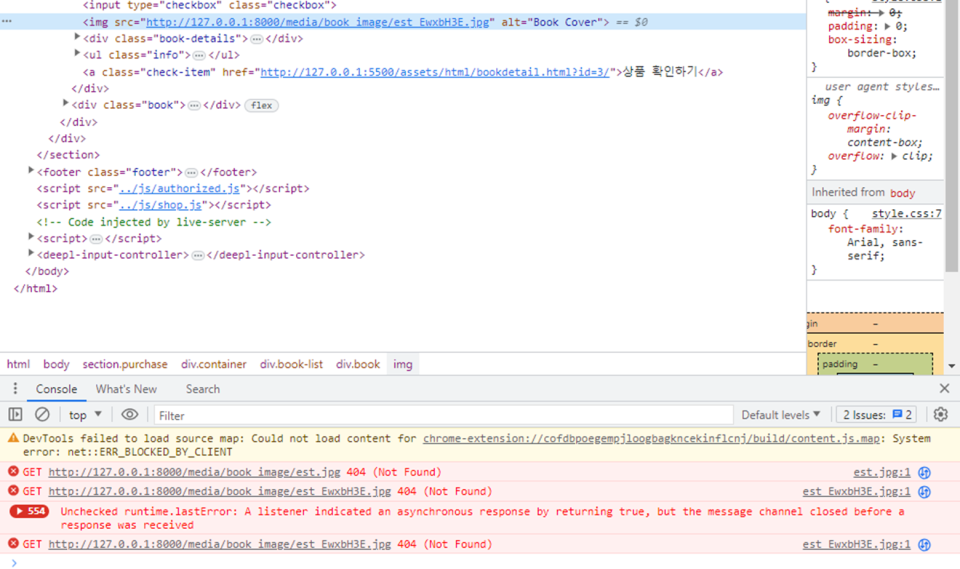 <input type="checkbox" class="checkbox">
<img src="http://127.0.0.1:8000/media/book_image/est_EwxbH3E.jpg" alt="Book Cover"> == $0
<div class="book-details"> </div>
<ul class="info"> </ul>
<a class="check-item" href="http://127.0.0.1:5500/assets/html/bookdetail.html?id=3/">상품 확인하기</a>
</div>
<div class="book"> </div> flex
</div>
</div>
</section>
<footer class="footer"> </footer>
<script src="../js/authorized.js"></script>
<script src="../js/shop.js"></script>
<!-- Code injected by live-server -->
<script> </script>
<deepl-input-controller> </deepl-input-controller>
</body>
</html>
margin: 0;
padding: 0;
box-sizing:
border-box;
}
user agent styles…
img {
overflow-clip-
margin:
content-box;
overflow: clip;
}
Inherited from body
body { style.css:7
font-family:
Arial, sans-
serif;
}
gin -
border -
padding -
html body section.purchase div.container div.book-list div.book img
Console What's New Search
top Filter Default levels 2 Issues: 2
DevTools failed to load source map: Could not load content for chrome-extension://cofdbpoegempjloogbagkncekinflcnj/build/content.js.map: System
error: net::ERR_BLOCKED_BY_CLIENT
GET http://127.0.0.1:8000/media/book_image/est.jpg 404 (Not Found) est.jpg:1
GET http://127.0.0.1:8000/media/book_image/est_EwxbH3E.jpg 404 (Not Found) est_EwxbH3E.jpg:1
554 Unchecked runtime.lastError: A listener indicated an asynchronous response by returning true, but the message channel closed before a
response was received
GET http://127.0.0.1:8000/media/book_image/est_EwxbH3E.jpg 404 (Not Found) est_EwxbH3E.jpg:1